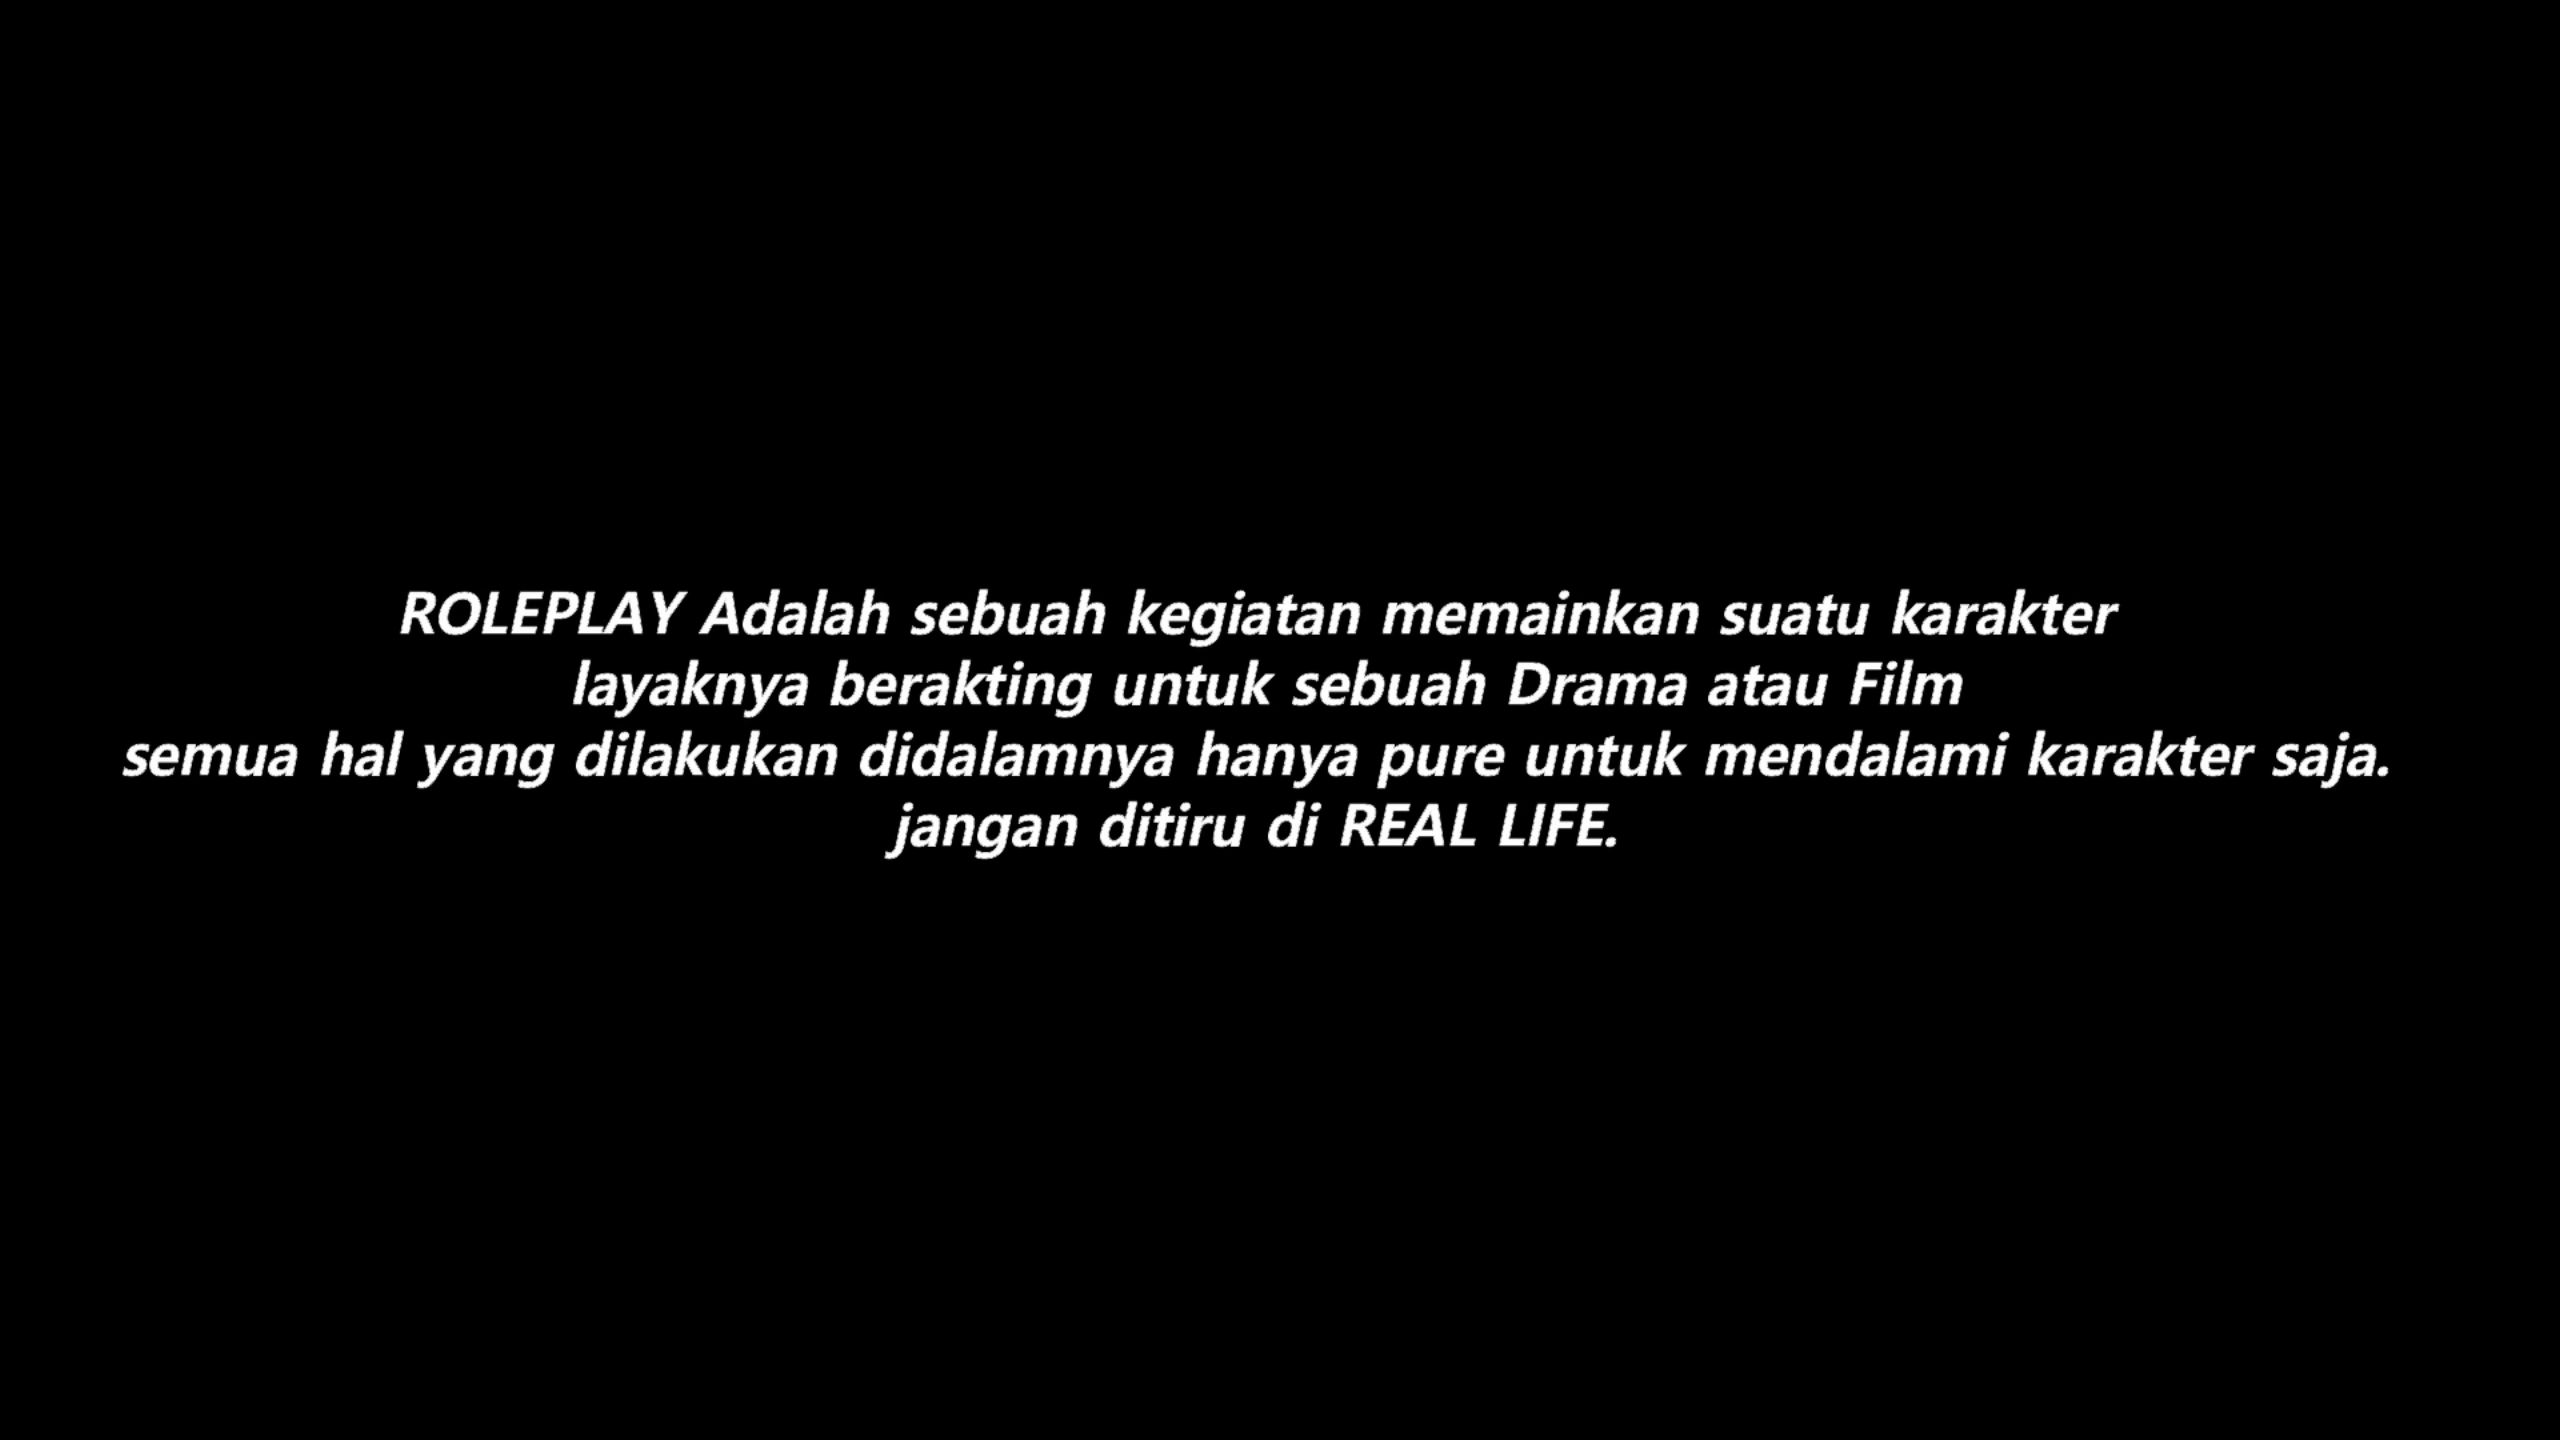 ROLEPLAY Adalah sebuah kegiatan memainkan suatu karakter
layaknya berakting untuk sebuah Drama atau Film
semua hal yang dilakukan didalamnya hanya pure untuk mendalami karakter saja.
jangan ditiru di REAL LIFE.